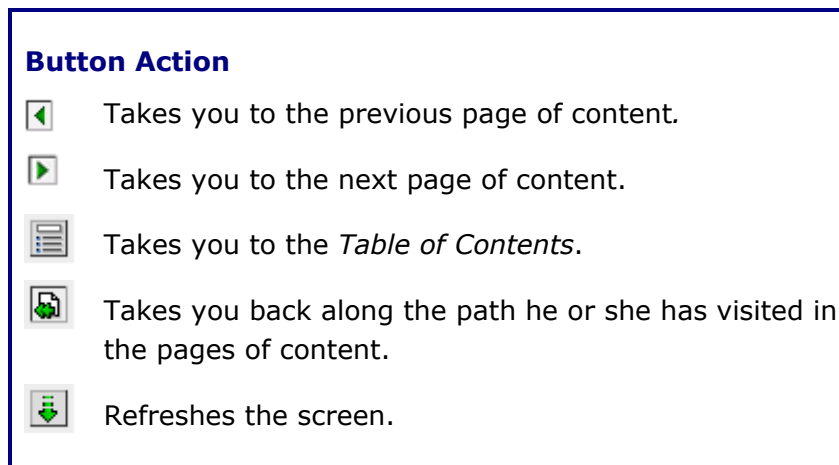 Button Action
Takes you to the previous page of content.
Takes you to the next page of content.
Takes you to the Table of Contents.
Takes you back along the path he or she has visited in
the pages of content.
Refreshes the screen.